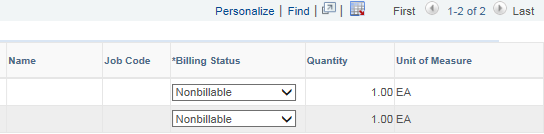 Personalize | Find | First 1-2 of 2 Last
Name Job Code *Billing Status Quantity Unit of Measure
Nonbillable 1.00 EA
Nonbillable 1.00 EA